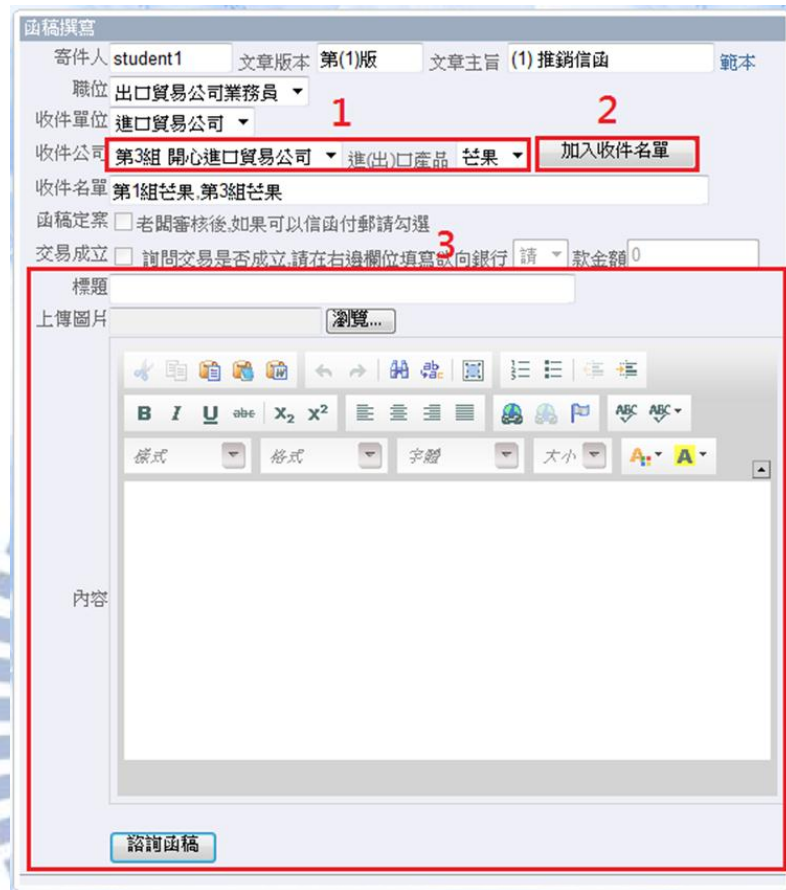 函稿撰寫
寄件人 student1 文章版本 第(1)版 文章主旨 (1) 推銷信函 範本
職位 出口貿易公司業務員
收件單位 進口貿易公司
1 2
收件公司 第3組 開心進口貿易公司 進(出)口產品 芒果 加入收件名單
收件名單 第1組芒果,第3組芒果
函稿定案 老闆審核後,如果可以信函付郵請勾選
3
交易成立 詢問交易是否成立,請在右邊欄位填寫欲向銀行 請 款金額 0
標題
上傳圖片 瀏覽...
B I U abc X₂ X² ABC ABC
樣式 格式 字體 大小 A A
內容
諮詢函稿